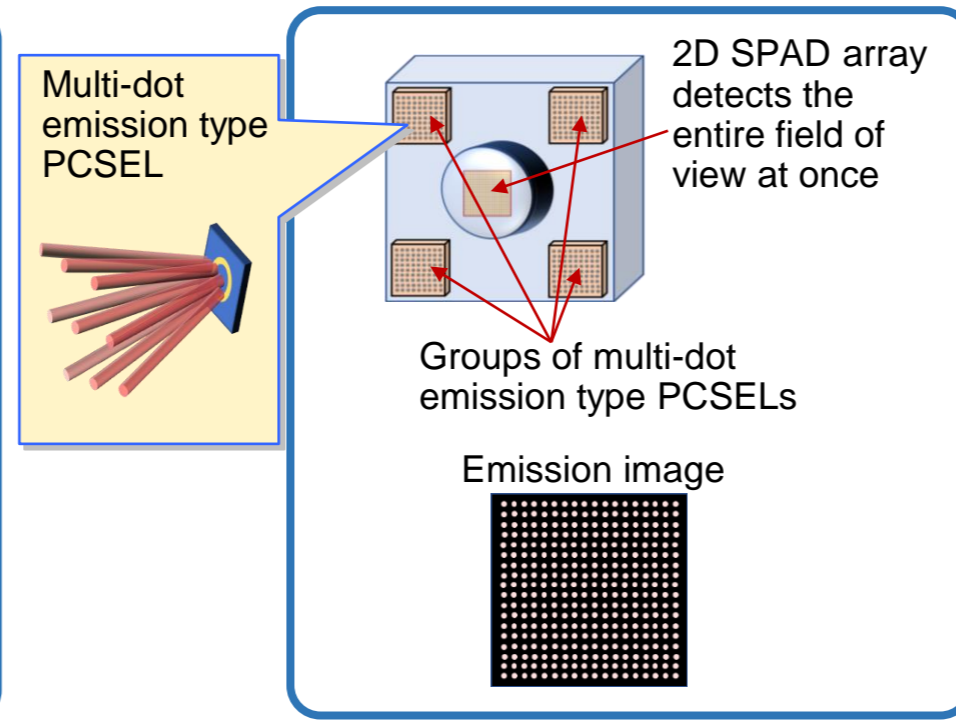 Multi-dot
emission type
PCSEL
2D SPAD array
detects the
entire field of
view at once
Groups of multi-dot
emission type PCSELs
Emission image